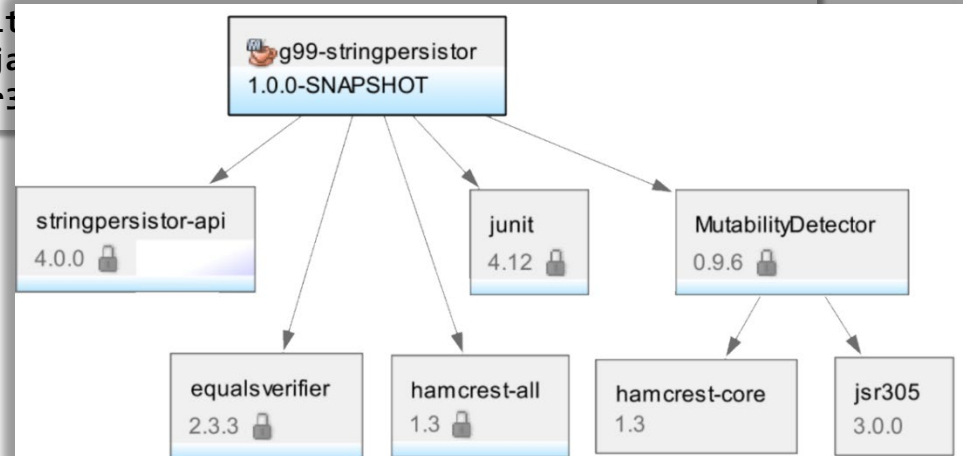 g99-stringpersistor
1.0.0-SNAPSHOT
stringpersistor-api
4.0.0
junit
4.12
MutabilityDetector
0.9.6
equalsverifier
2.3.3
hamcrest-all
1.3
hamcrest-core
1.3
jsr305
3.0.0